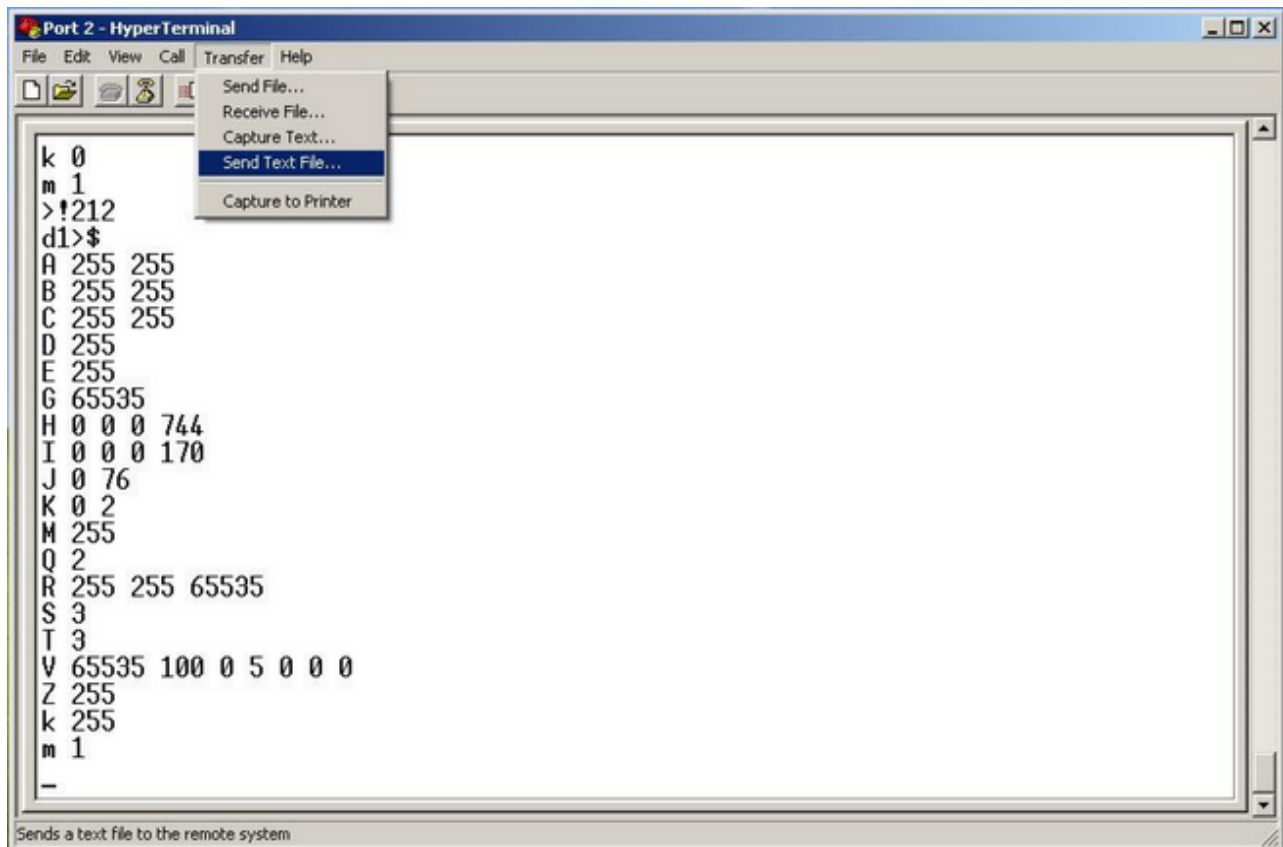 Port 2 - HyperTerminal
File Edit View Call Transfer Help
Send File...
Receive File...
Capture Text...
Send Text File...
Capture to Printer
k 0
m 1
>!212
d1>$
A 255 255
B 255 255
C 255 255
D 255
E 255
G 65535
H 0 0 0 744
I 0 0 0 170
J 0 76
K 0 2
M 255
Q 2
R 255 255 65535
S 3
T 3
V 65535 100 0 5 0 0 0
Z 255
k 255
m 1
_
Sends a text file to the remote system